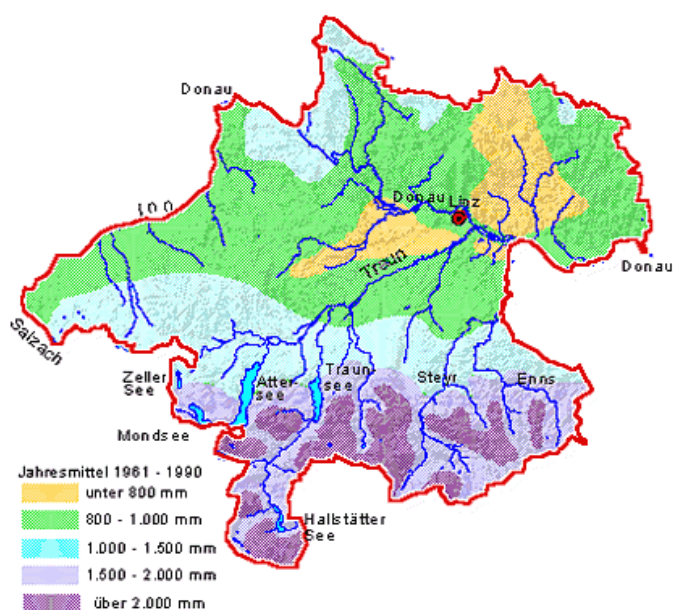 Donau
Inn
Donau
Linz
Traun
Donau
Salzach
Zeller
See
Atter-
see
Traun-
see
Steyr
Enns
Mondsee
Jahresmittel 1961 - 1990
unter 800 mm
800 - 1.000 mm
1.000 - 1.500 mm
1.500 - 2.000 mm
über 2.000 mm
Hallstätter
See